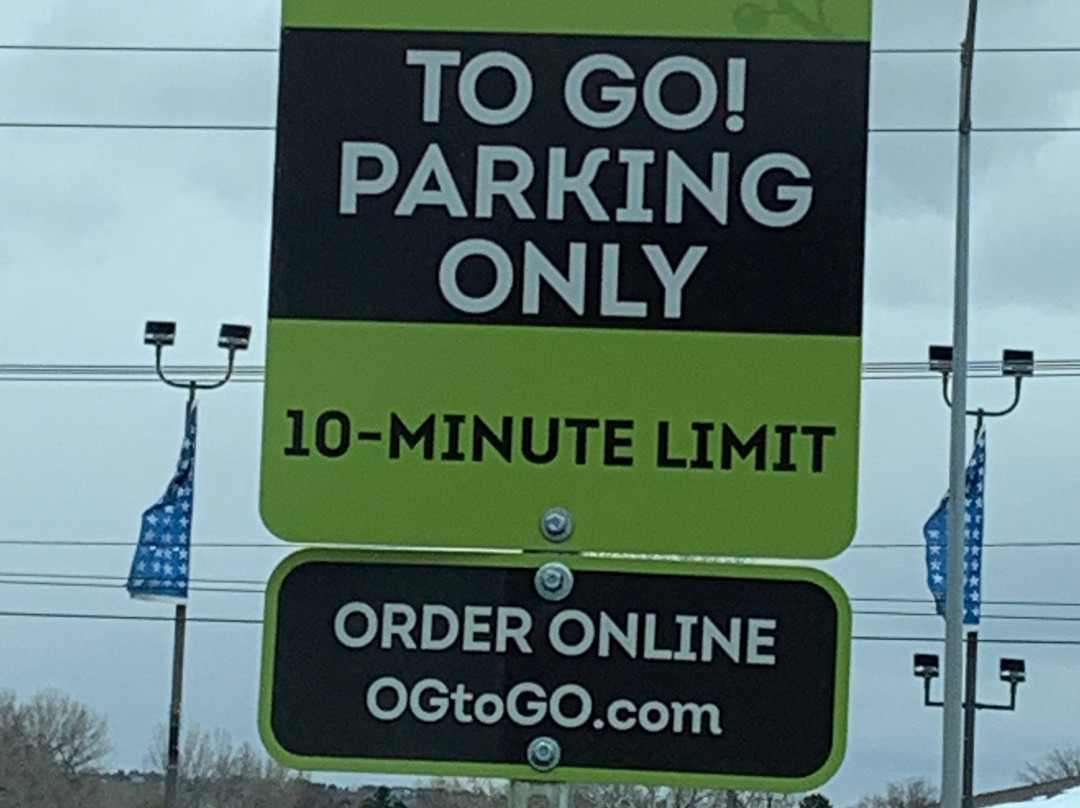 TO GO!
PARKING
ONLY
10-MINUTE LIMIT
ORDER ONLINE
OGtoGO.com